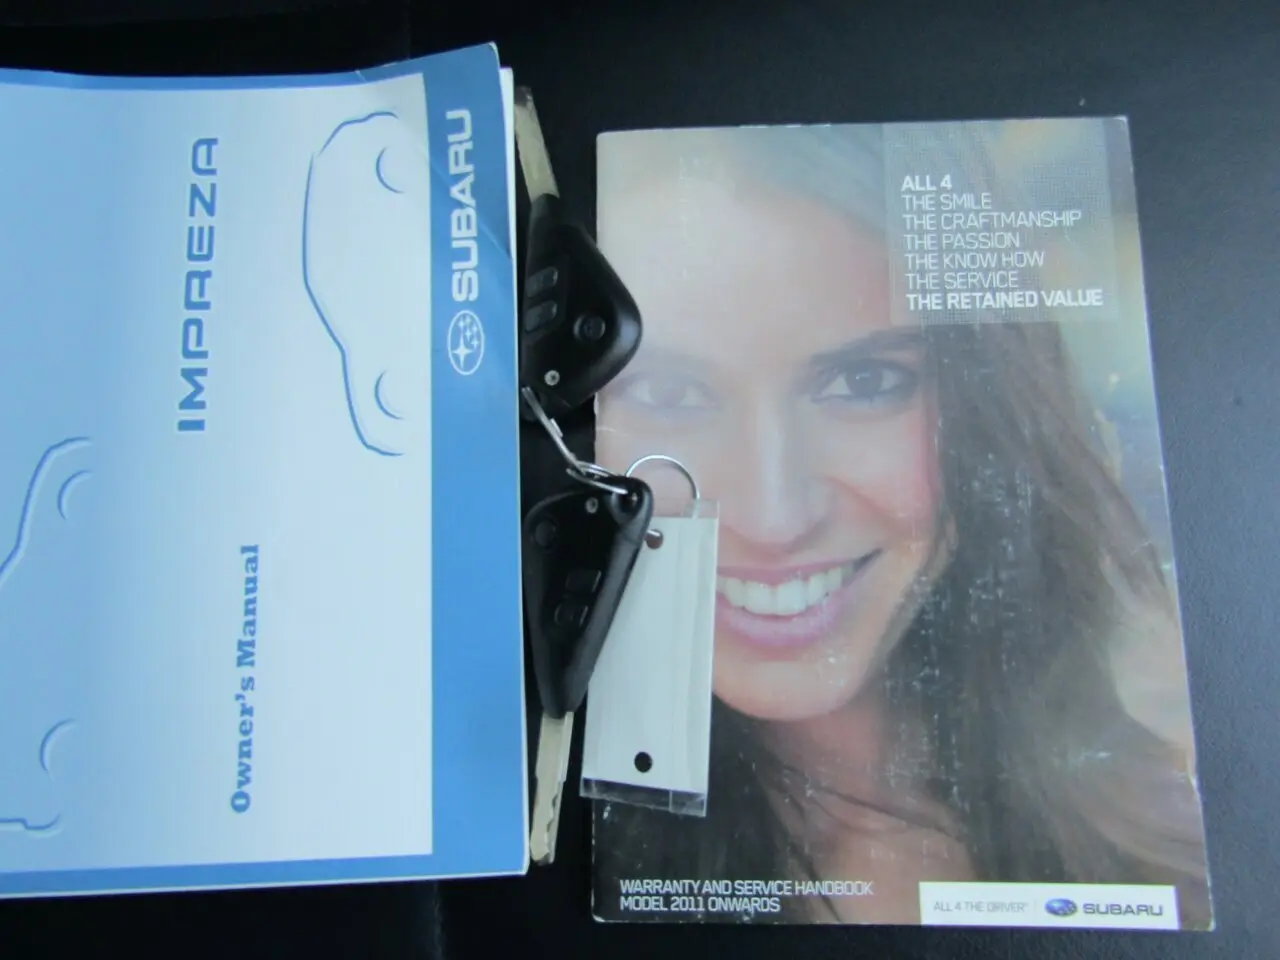 SUBARU
IMPREZA
Owner's Manual
ALL 4
THE SMILE
THE CRAFTMANSHIP
THE PASSION
THE KNOW HOW
THE SERVICE
THE RETAINED VALUE
WARRANTY AND SERVICE HANDBOOK
MODEL 2011 ONWARDS
ALL 4 THE DRIVER
SUBARU